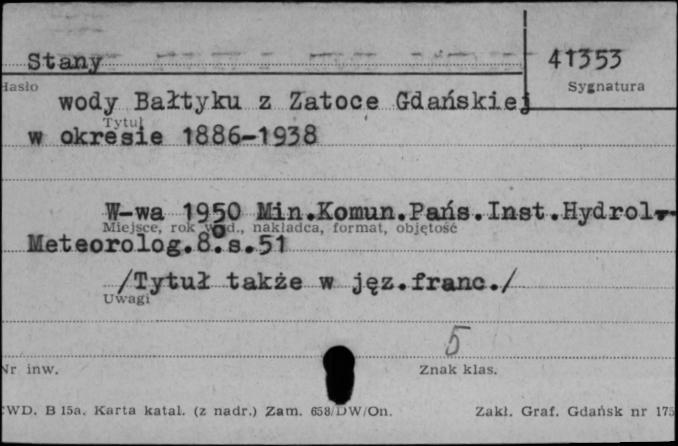 Stany
41353
Hasło
Sygnatura
wody Bałtyku z Zatoce Gdańskiej
Tytuł
w okresie 1886-1938
W-wa 1950 Min.Komun.Pańs.Inst.Hydrol.-
Miejsce, rok wyd., nakładca, format, objętość
Meteorolog.8°.s.51
/Tytuł także w jęz.franc./
Uwagi
5
Nr inw.
Znak klas.
CWD. B 15a. Karta katal. (z nadr.) Zam. 658/DW/On.
Zakł. Graf. Gdańsk nr 175